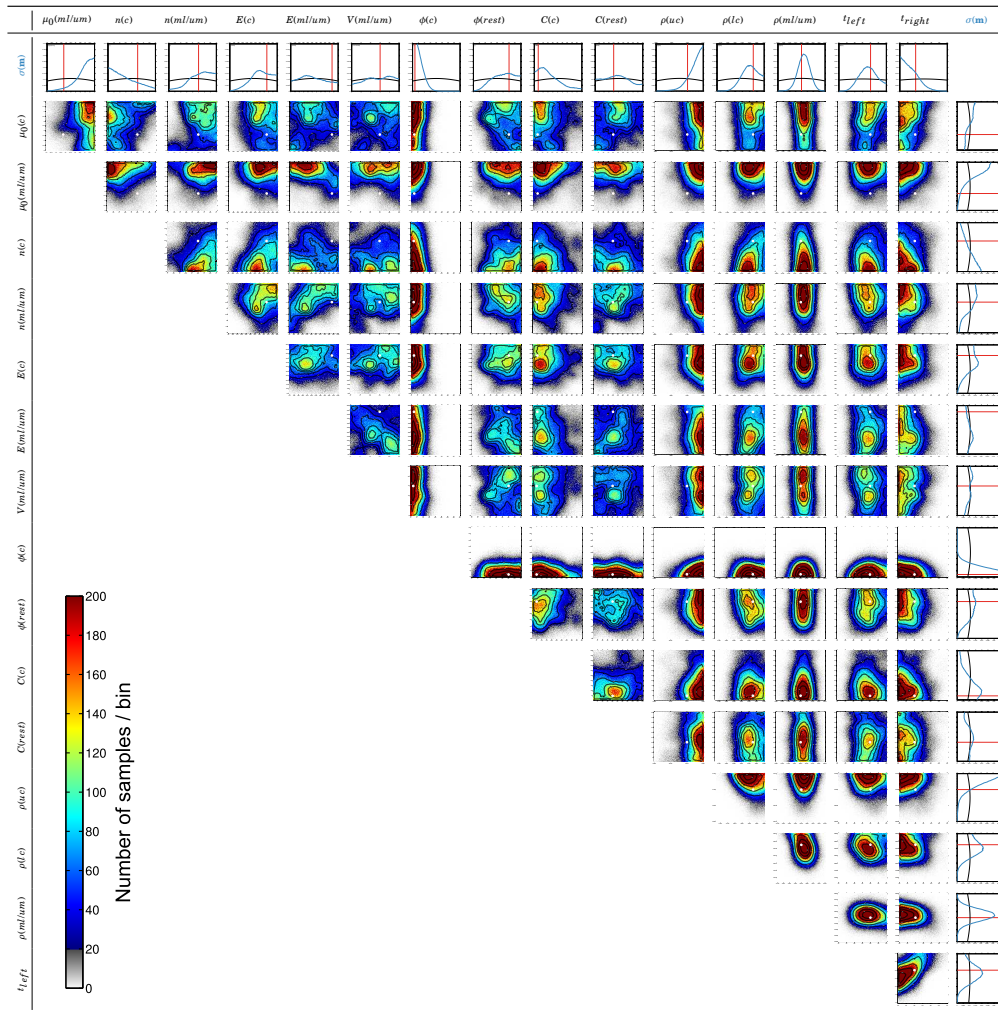 μ0(ml/um) n(c) n(ml/um) E(c) E(ml/um) V(ml/um) ϕ(c) ϕ(rest) C(c) C(rest) ρ(uc) ρ(lc) ρ(ml/um) tleft tright σ(m)
σ(m)
μ0(c)
μ0(ml/um)
n(c)
n(ml/um)
E(c)
E(ml/um)
V(ml/um)
ϕ(c)
ϕ(rest)
C(c)
C(rest)
ρ(uc)
ρ(lc)
ρ(ml/um)
tleft
200
180
160
140
120
100
80
60
40
20
0
Number of samples / bin